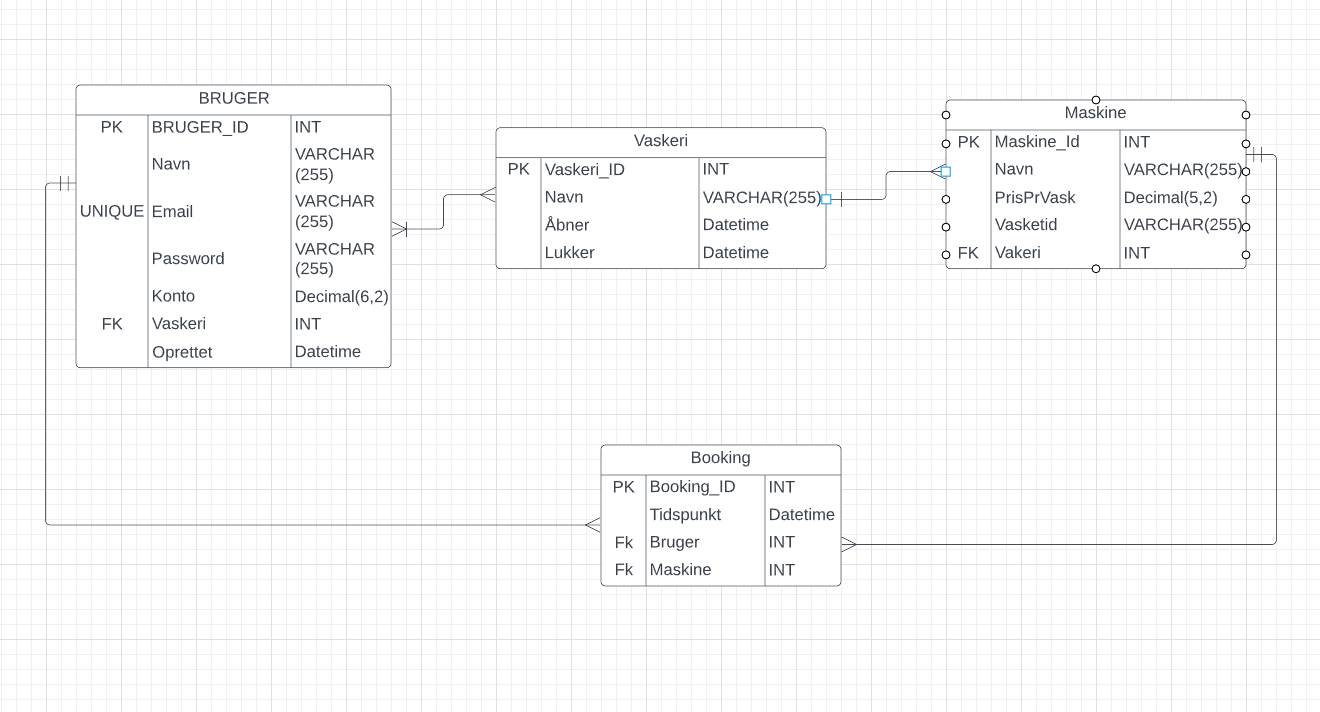 BRUGER
PK BRUGER_ID INT
Navn VARCHAR
(255)
UNIQUE Email VARCHAR
(255)
Password VARCHAR
(255)
Konto Decimal(6,2)
FK Vaskeri INT
Oprettet Datetime
Vaskeri
PK Vaskeri_ID INT
Navn VARCHAR(255)
Åbner Datetime
Lukker Datetime
Maskine
PK Maskine_Id INT
Navn VARCHAR(255)
PrisPrVask Decimal(5,2)
Vasketid VARCHAR(255)
FK Vakeri INT
Booking
PK Booking_ID INT
Tidspunkt Datetime
Fk Bruger INT
Fk Maskine INT